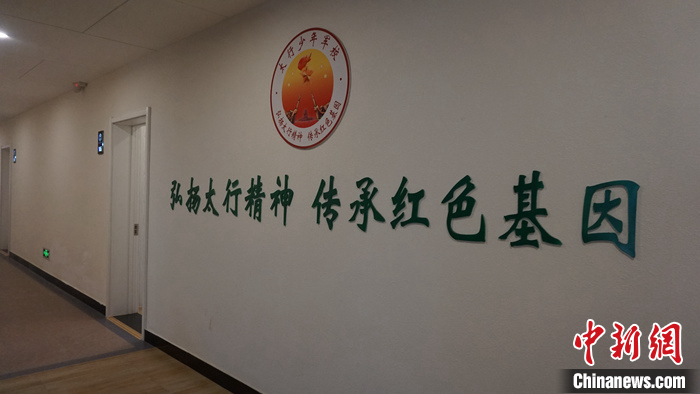 太行少年军校
弘扬太行精神 传承红色基因
弘扬太行精神 传承红色基因
中新网
Chinanews.com